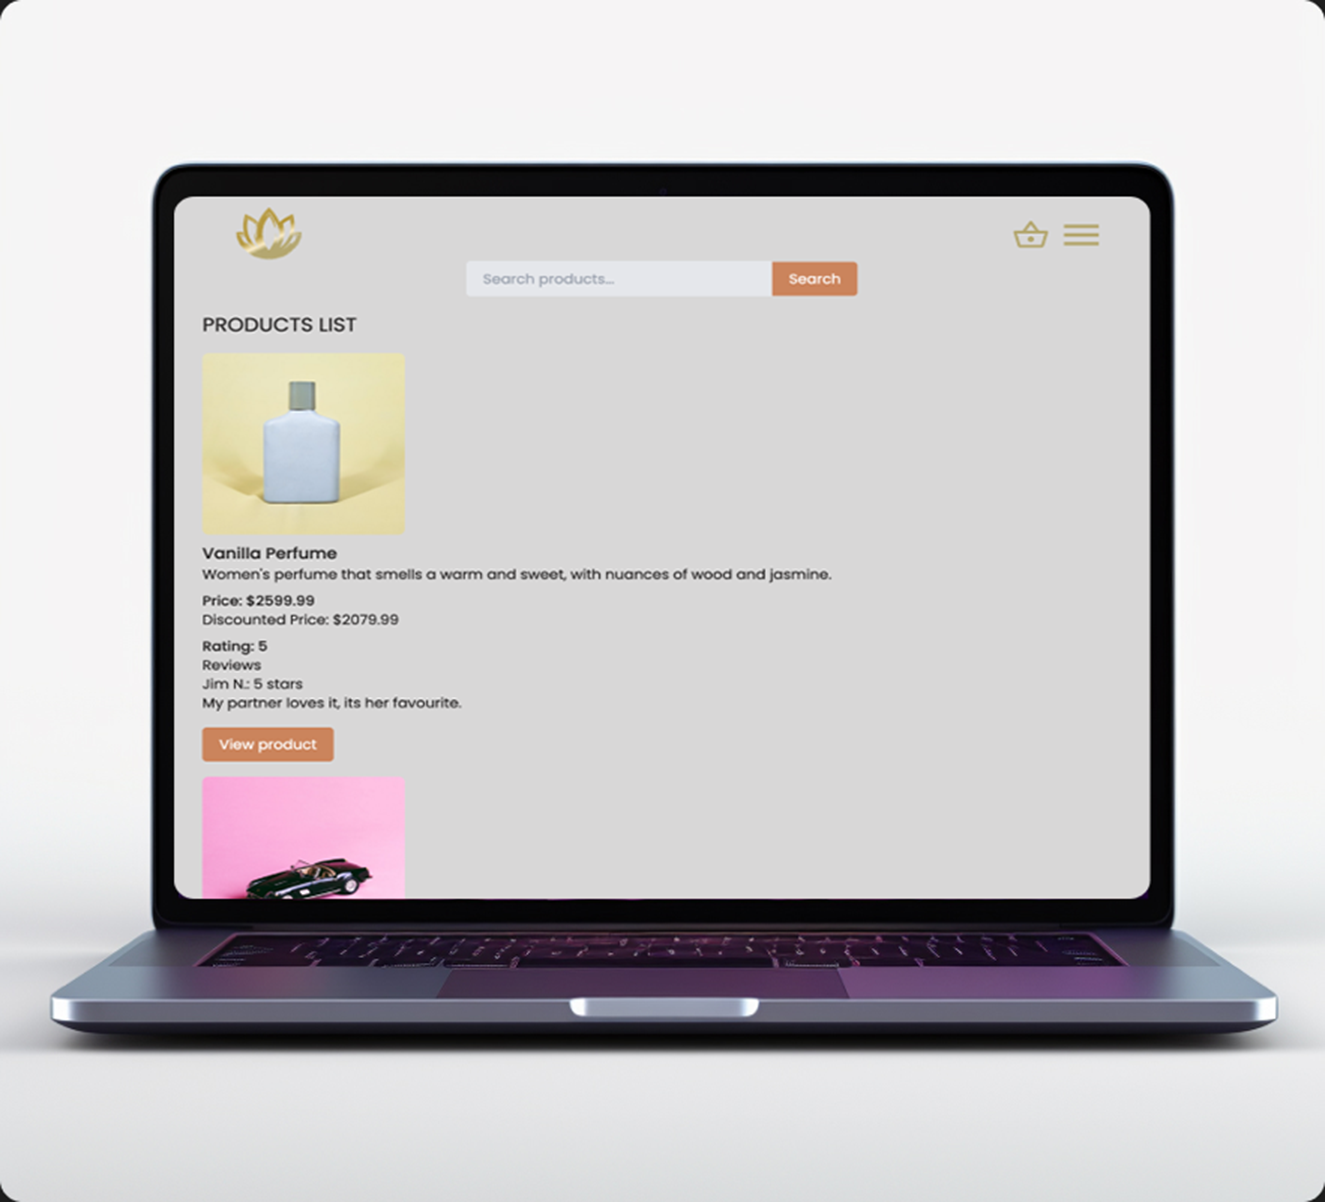 Search products...
Search
PRODUCTS LIST
Vanilla Perfume
Women's perfume that smells a warm and sweet, with nuances of wood and jasmine.
Price: $2599.99
Discounted Price: $2079.99
Rating: 5
Reviews
Jim N.: 5 stars
My partner loves it, its her favourite.
View product